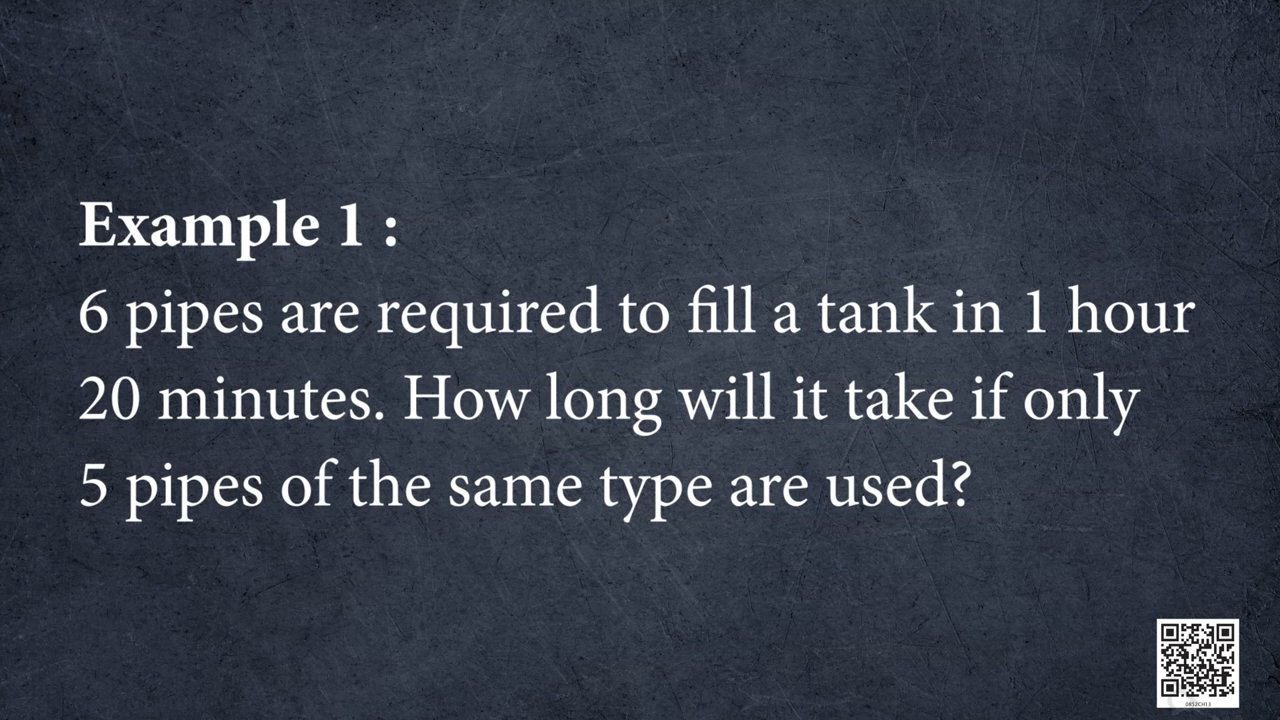 Example 1 :
6 pipes are required to fill a tank in 1 hour
20 minutes. How long will it take if only
5 pipes of the same type are used?
0852CH13